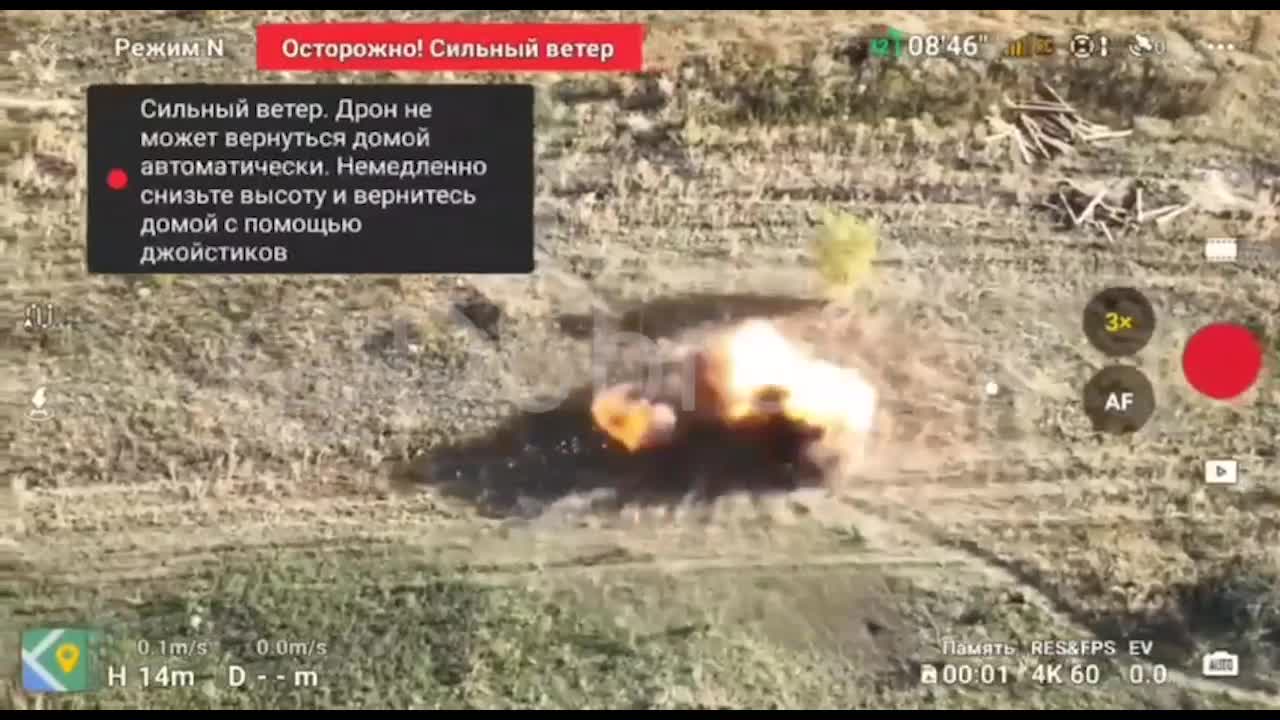 Режим N
Осторожно! Сильный ветер
08'46"
Сильный ветер. Дрон не
может вернуться домой
автоматически. Немедленно
снизьте высоту и вернитесь
домой с помощью
джойстиков
3×
AF
0.1m/s 0.0m/s
H 14m D - - m
Память RES&FPS EV
00:01 4K 60 0.0
AUTO